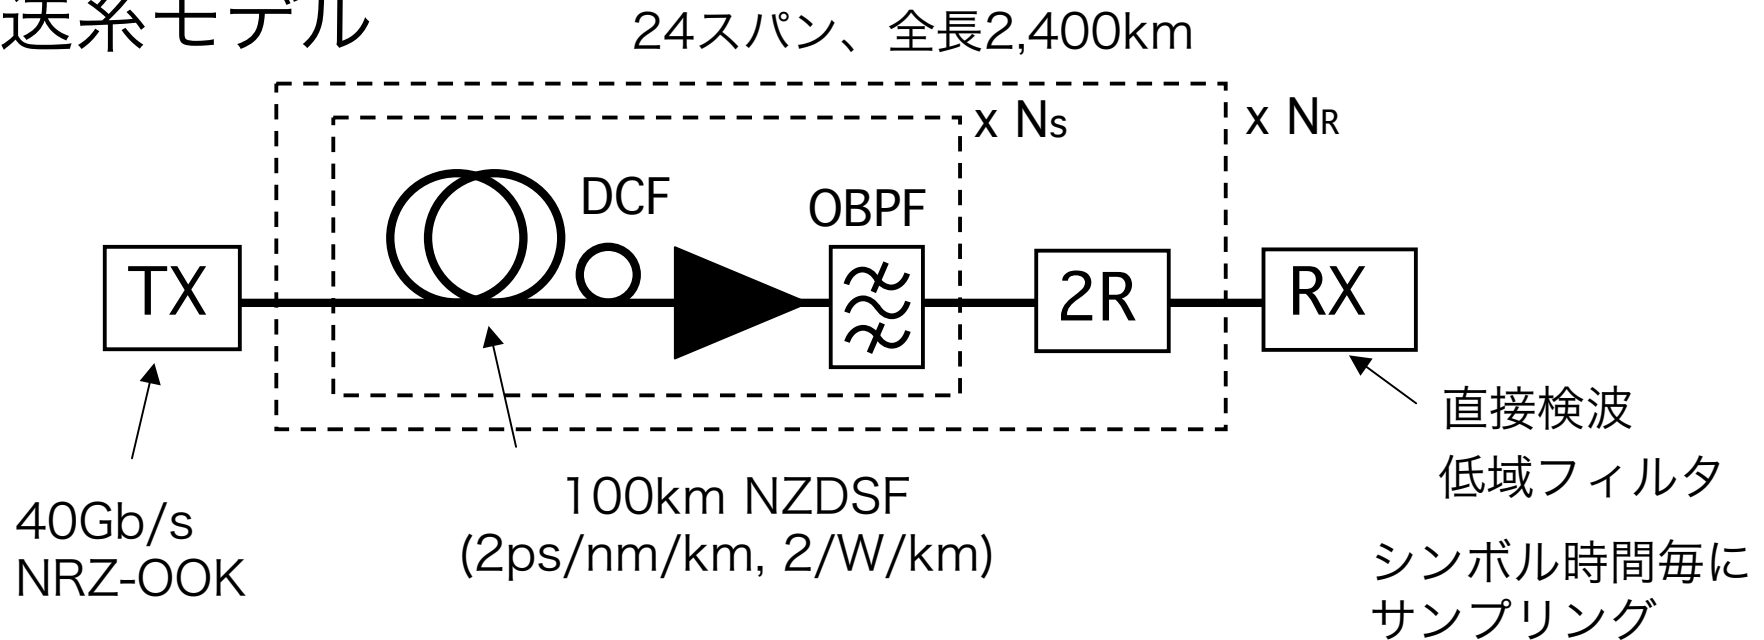 送系モデル
24スパン、全長2,400km
x Ns
x NR
DCF
OBPF
TX
2R
RX
直接検波
低域フィルタ
シンボル時間毎に
サンプリング
100km NZDSF
(2ps/nm/km, 2/W/km)
40Gb/s
NRZ-OOK